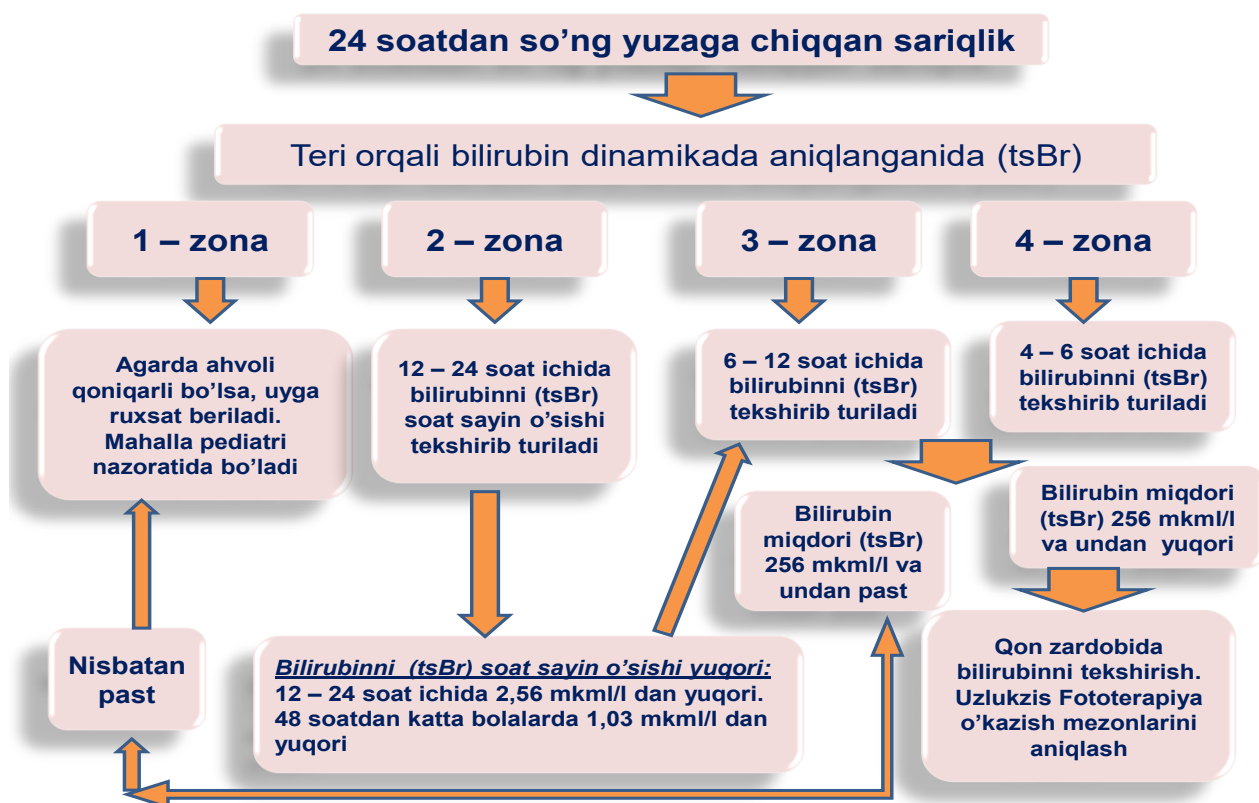 24 soatdan so’ng yuzaga chiqqan sariqlik
Teri orqali bilirubin dinamikada aniqlanganida (tsBr)
1 – zona
2 – zona
3 – zona
4 – zona
Agarda ahvoli
qoniqarli bo’lsa, uyga
ruxsat beriladi.
Mahalla pediatri
nazoratida bo’ladi
12 – 24 soat ichida
bilirubinni (tsBr)
soat sayin o’sishi
tekshirib turiladi
6 – 12 soat ichida
bilirubinni (tsBr)
tekshirib turiladi
4 – 6 soat ichida
bilirubinni (tsBr)
tekshirib turiladi
Bilirubin
miqdori (tsBr)
256 mkml/l va
undan past
Bilirubin miqdori
(tsBr) 256 mkml/l
va undan yuqori
Nisbatan
past
Bilirubinni (tsBr) soat sayin o’sishi yuqori:
12 – 24 soat ichida 2,56 mkml/l dan yuqori.
48 soatdan katta bolalarda 1,03 mkml/l dan
yuqori
Qon zardobida
bilirubinni tekshirish.
Uzlukzis Fototerapiya
o’kazish mezonlarini
aniqlash